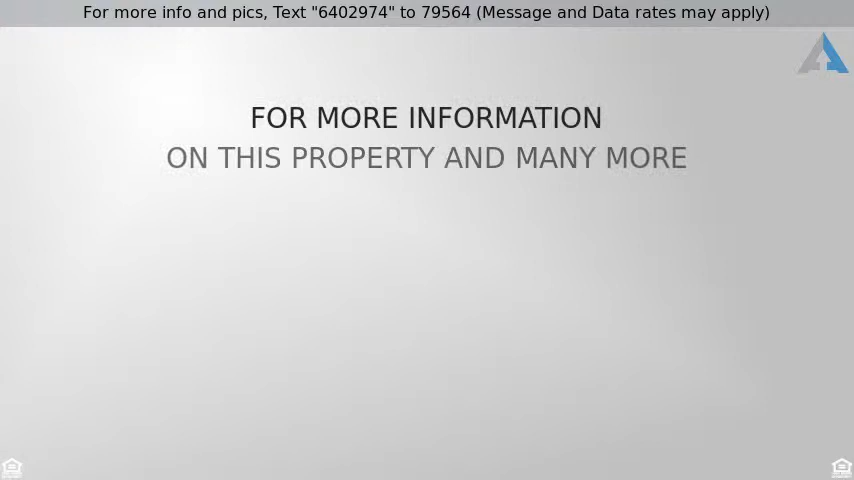 For more info and pics, Text "6402974" to 79564 (Message and Data rates may apply)
FOR MORE INFORMATION
ON THIS PROPERTY AND MANY MORE